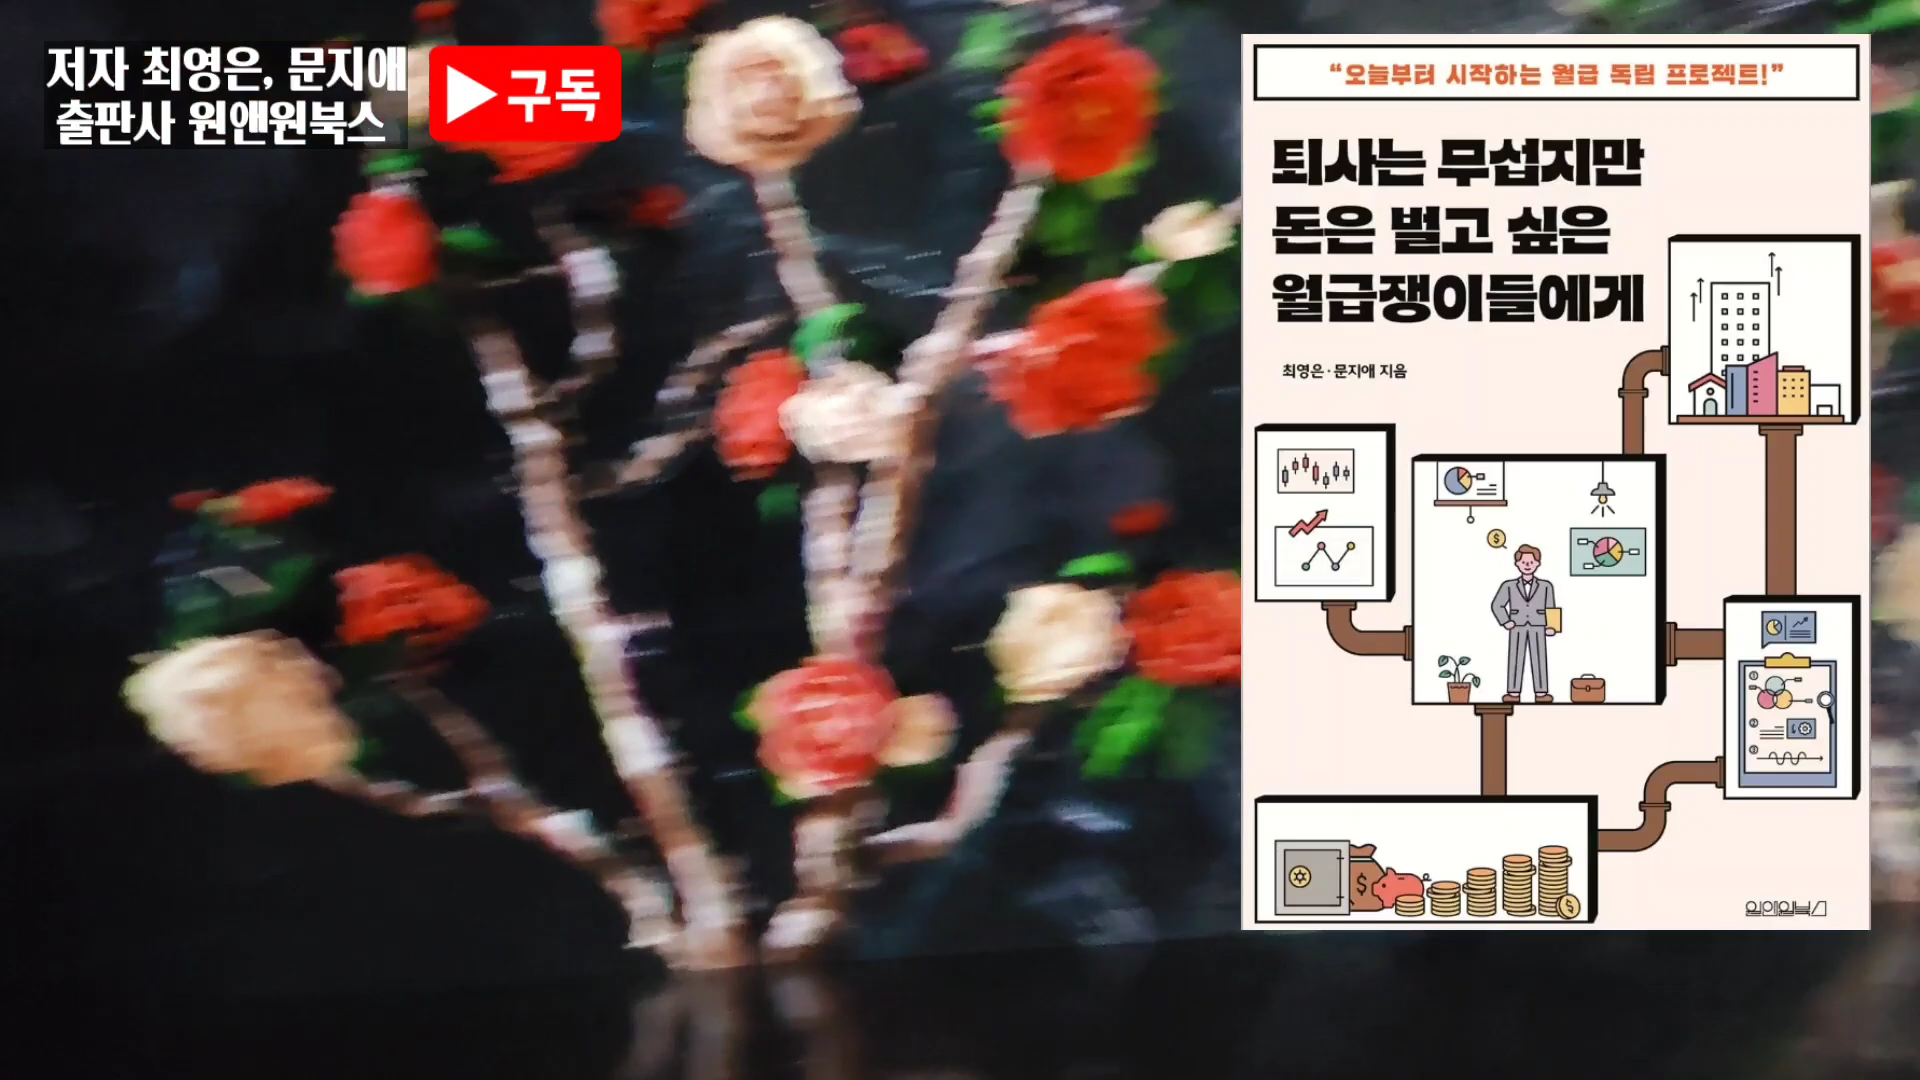 저자 최영은, 문지애
출판사 원앤원북스
구독
“오늘부터 시작하는 월급 독립 프로젝트!”
퇴사는 무섭지만
돈은 벌고 싶은
월급쟁이들에게
최영은·문지애 지음
원앤원북스